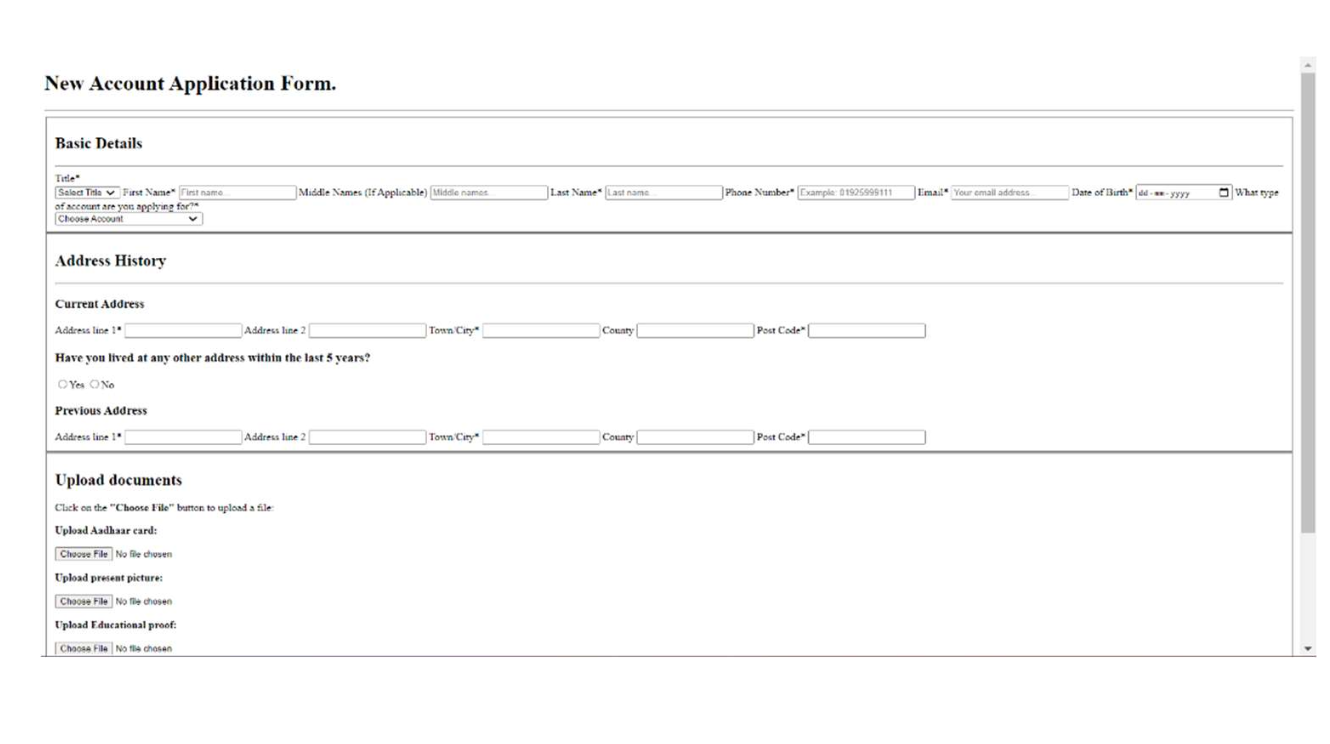 New Account Application Form.
Basic Details
Title*
Select Title First Name* First name... Middle Names (If Applicable) Middle names... Last Name* Last name... Phone Number* Example: 01925999111 Email* Your email address... Date of Birth* dd-mm-yyyy What type
of account are you applying for?*
Choose Account
Address History
Current Address
Address line 1* Address line 2 Town/City* County Post Code*
Have you lived at any other address within the last 5 years?
Yes No
Previous Address
Address line 1* Address line 2 Town/City* County Post Code*
Upload documents
Click on the "Choose File" button to upload a file:
Upload Aadhaar card:
Choose File No file chosen
Upload present picture:
Choose File No file chosen
Upload Educational proof:
Choose File No file chosen